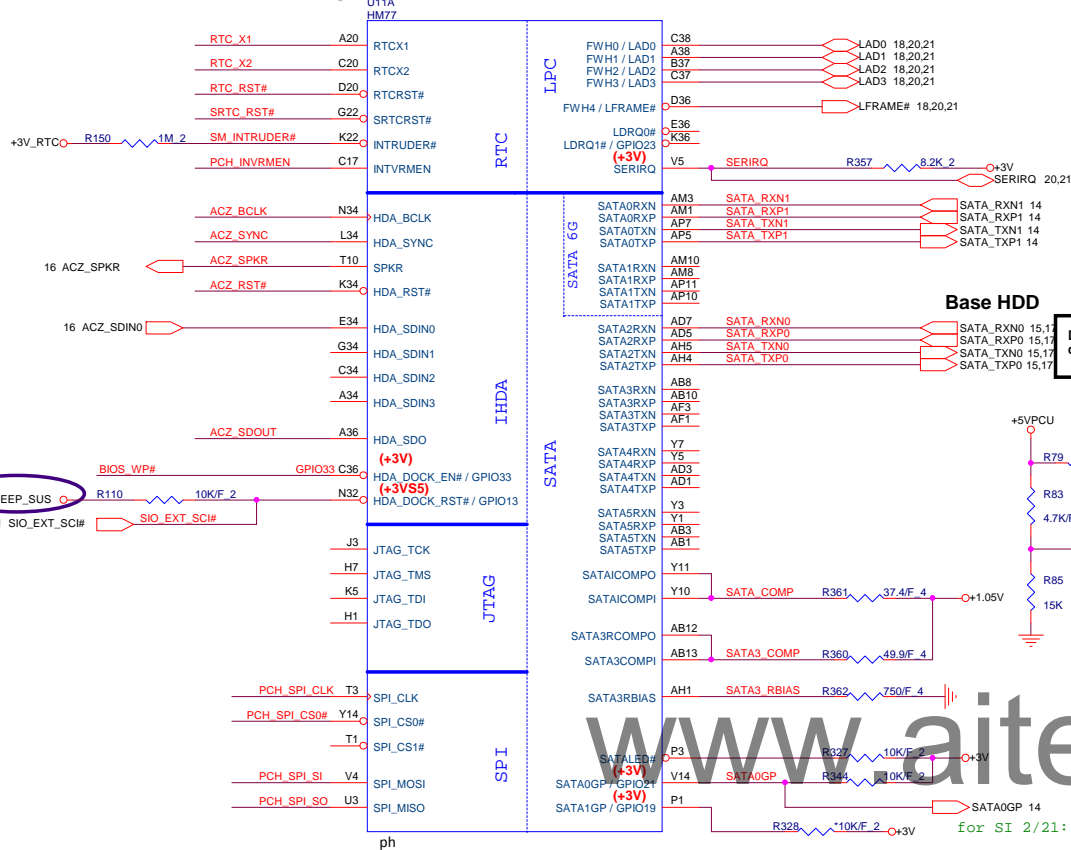 U11A
HM77
RTC_X1 A20 RTCX1
RTC_X2 C20 RTCX2
RTC_RST# D20 RTCRST#
SRTC_RST# G22 SRTCRST#
+3V_RTC R150 1M_2 SM_INTRUDER# K22 INTRUDER#
PCH_INVRMEN C17 INTVRMEN
RTC
LPC
FWH0 / LAD0 C38 LAD0 18,20,21
FWH1 / LAD1 A38 LAD1 18,20,21
FWH2 / LAD2 B37 LAD2 18,20,21
FWH3 / LAD3 C37 LAD3 18,20,21
FWH4 / LFRAME# D36 LFRAME# 18,20,21
LDRQ0# E36
LDRQ1# / GPIO23 K36
(+3V)
SERIRQ V5 SERIRQ R357 8.2K_2 +3V
SERIRQ 20,21
ACZ_BCLK N34 HDA_BCLK
ACZ_SYNC L34 HDA_SYNC
16 ACZ_SPKR ACZ_SPKR T10 SPKR
ACZ_RST# K34 HDA_RST#
16 ACZ_SDIN0 E34 HDA_SDIN0
G34 HDA_SDIN1
C34 HDA_SDIN2
A34 HDA_SDIN3
ACZ_SDOUT A36 HDA_SDO
(+3V)
BIOS_WP# GPIO33 C36 HDA_DOCK_EN# / GPIO33
(+3VS5)
EEP_SUS R110 10K/F_2 N32 HDA_DOCK_RST# / GPIO13
SIO_EXT_SCI# SIO_EXT_SCI#
IHDA
SATA 6G
SATA
SATA0RXN AM3 SATA_RXN1 SATA_RXN1 14
SATA0RXP AM1 SATA_RXP1 SATA_RXP1 14
SATA0TXN AP7 SATA_TXN1 SATA_TXN1 14
SATA0TXP AP5 SATA_TXP1 SATA_TXP1 14
SATA1RXN AM10
SATA1RXP AM8
SATA1TXN AP11
SATA1TXP AP10
Base HDD
SATA2RXN AD7 SATA_RXN0 SATA_RXN0 15,17
SATA2RXP AD5 SATA_RXP0 SATA_RXP0 15,17
SATA2TXN AH5 SATA_TXN0 SATA_TXN0 15,17
SATA2TXP AH4 SATA_TXP0 SATA_TXP0 15,17
SATA3RXN AB8
SATA3RXP AB10
SATA3TXN AF3
SATA3TXP AF1
SATA4RXN Y7
SATA4RXP Y5
SATA4TXN AD3
SATA4TXP AD1
SATA5RXN Y3
SATA5RXP Y1
SATA5TXN AB3
SATA5TXP AB1
SATAICOMPO Y11
SATAICOMPI Y10 SATA_COMP R361 37.4/F_4 +1.05V
SATA3RCOMPO AB12
SATA3COMPI AB13 SATA3_COMP R360 49.9/F_4
SATA3RBIAS AH1 SATA3_RBIAS R362 750/F_4
SATALED# P3 R327 10K/F_2 +3V
(+3V)
SATA0GP / GPIO21 V14 SATA0GP R344 10K/F_2
(+3V)
SATA1GP / GPIO19 P1
SATA0GP 14
R328 *10K/F_2 +3V
for SI 2/21:
+5VPCU
R79
R83
4.7K/
R85
15K
J3 JTAG_TCK
H7 JTAG_TMS
K5 JTAG_TDI
H1 JTAG_TDO
JTAG
PCH_SPI_CLK T3 SPI_CLK
PCH_SPI_CS0# Y14 SPI_CS0#
T1 SPI_CS1#
PCH_SPI_SI V4 SPI_MOSI
PCH_SPI_SO U3 SPI_MISO
SPI
ph
www.aite